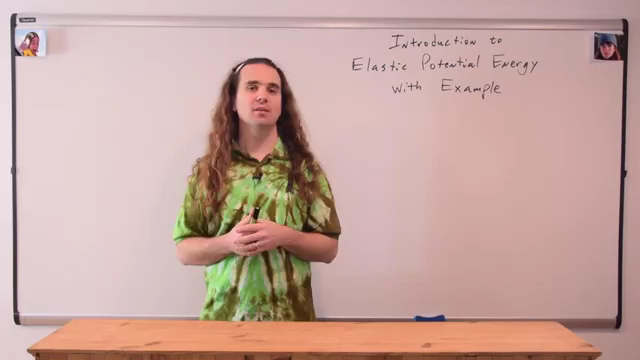 Introduction to
Elastic Potential Energy
with Example